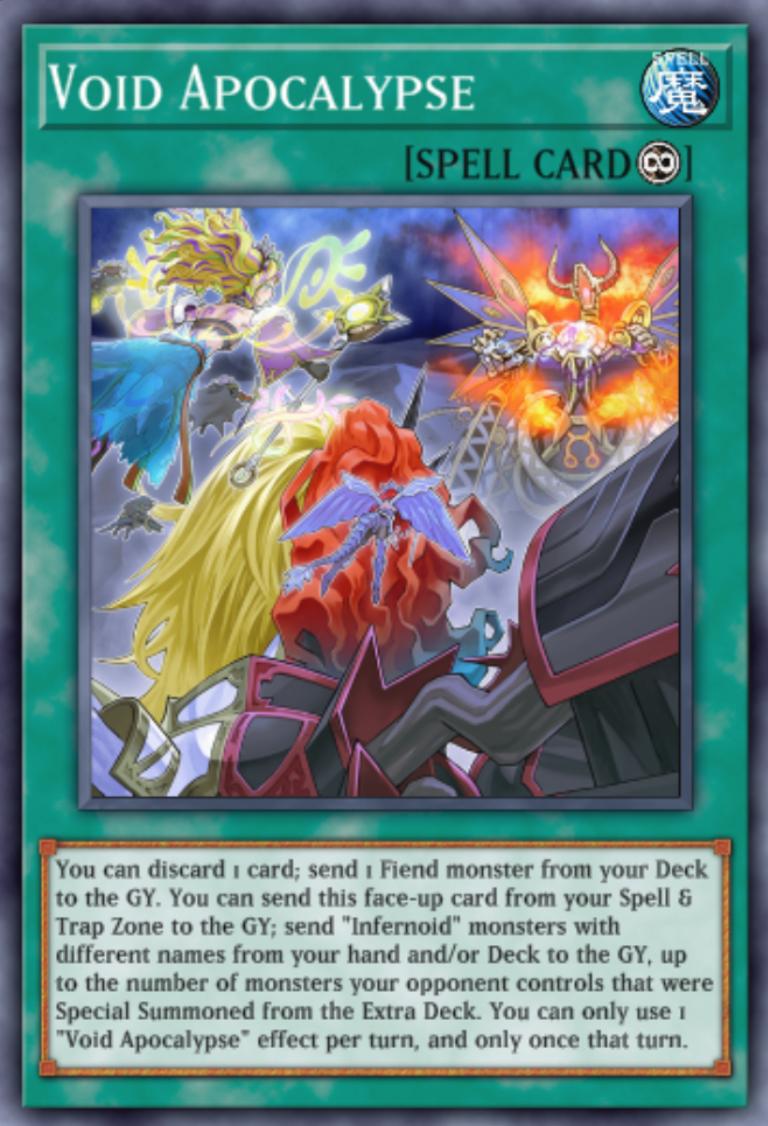 VOID APOCALYPSE
SPELL
魔
[SPELL CARD]
You can discard 1 card; send 1 Fiend monster from your Deck
to the GY. You can send this face-up card from your Spell &
Trap Zone to the GY; send "Infernoid" monsters with
different names from your hand and/or Deck to the GY, up
to the number of monsters your opponent controls that were
Special Summoned from the Extra Deck. You can only use 1
"Void Apocalypse" effect per turn, and only once that turn.